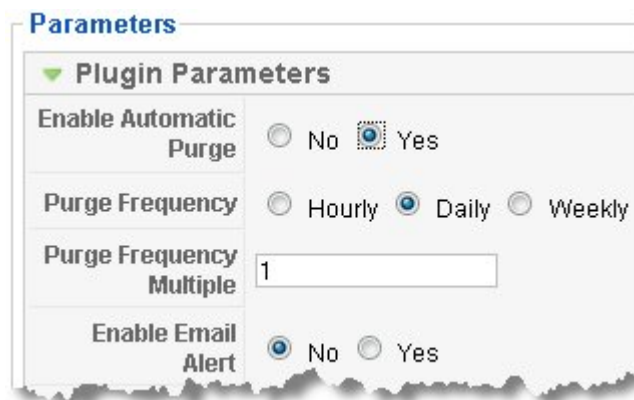 Parameters
Plugin Parameters
Enable Automatic
Purge
No Yes
Purge Frequency
Hourly Daily Weekly
Purge Frequency
Multiple
1
Enable Email
Alert
No Yes